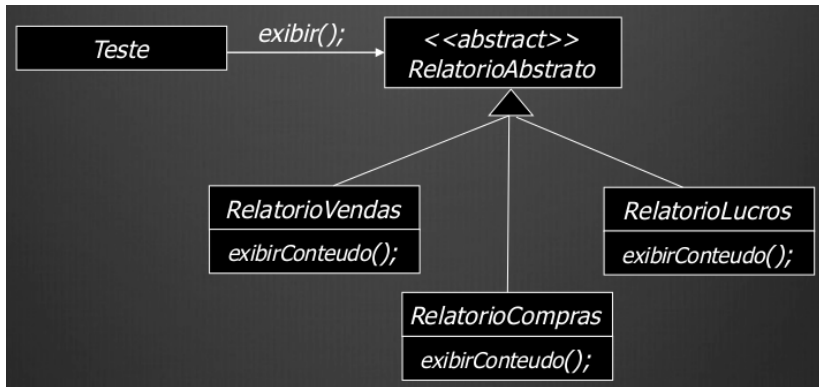 Teste
exibir();
<<abstract>>
RelatorioAbstrato
RelatorioVendas
exibirConteudo();
RelatorioLucros
exibirConteudo();
RelatorioCompras
exibirConteudo();